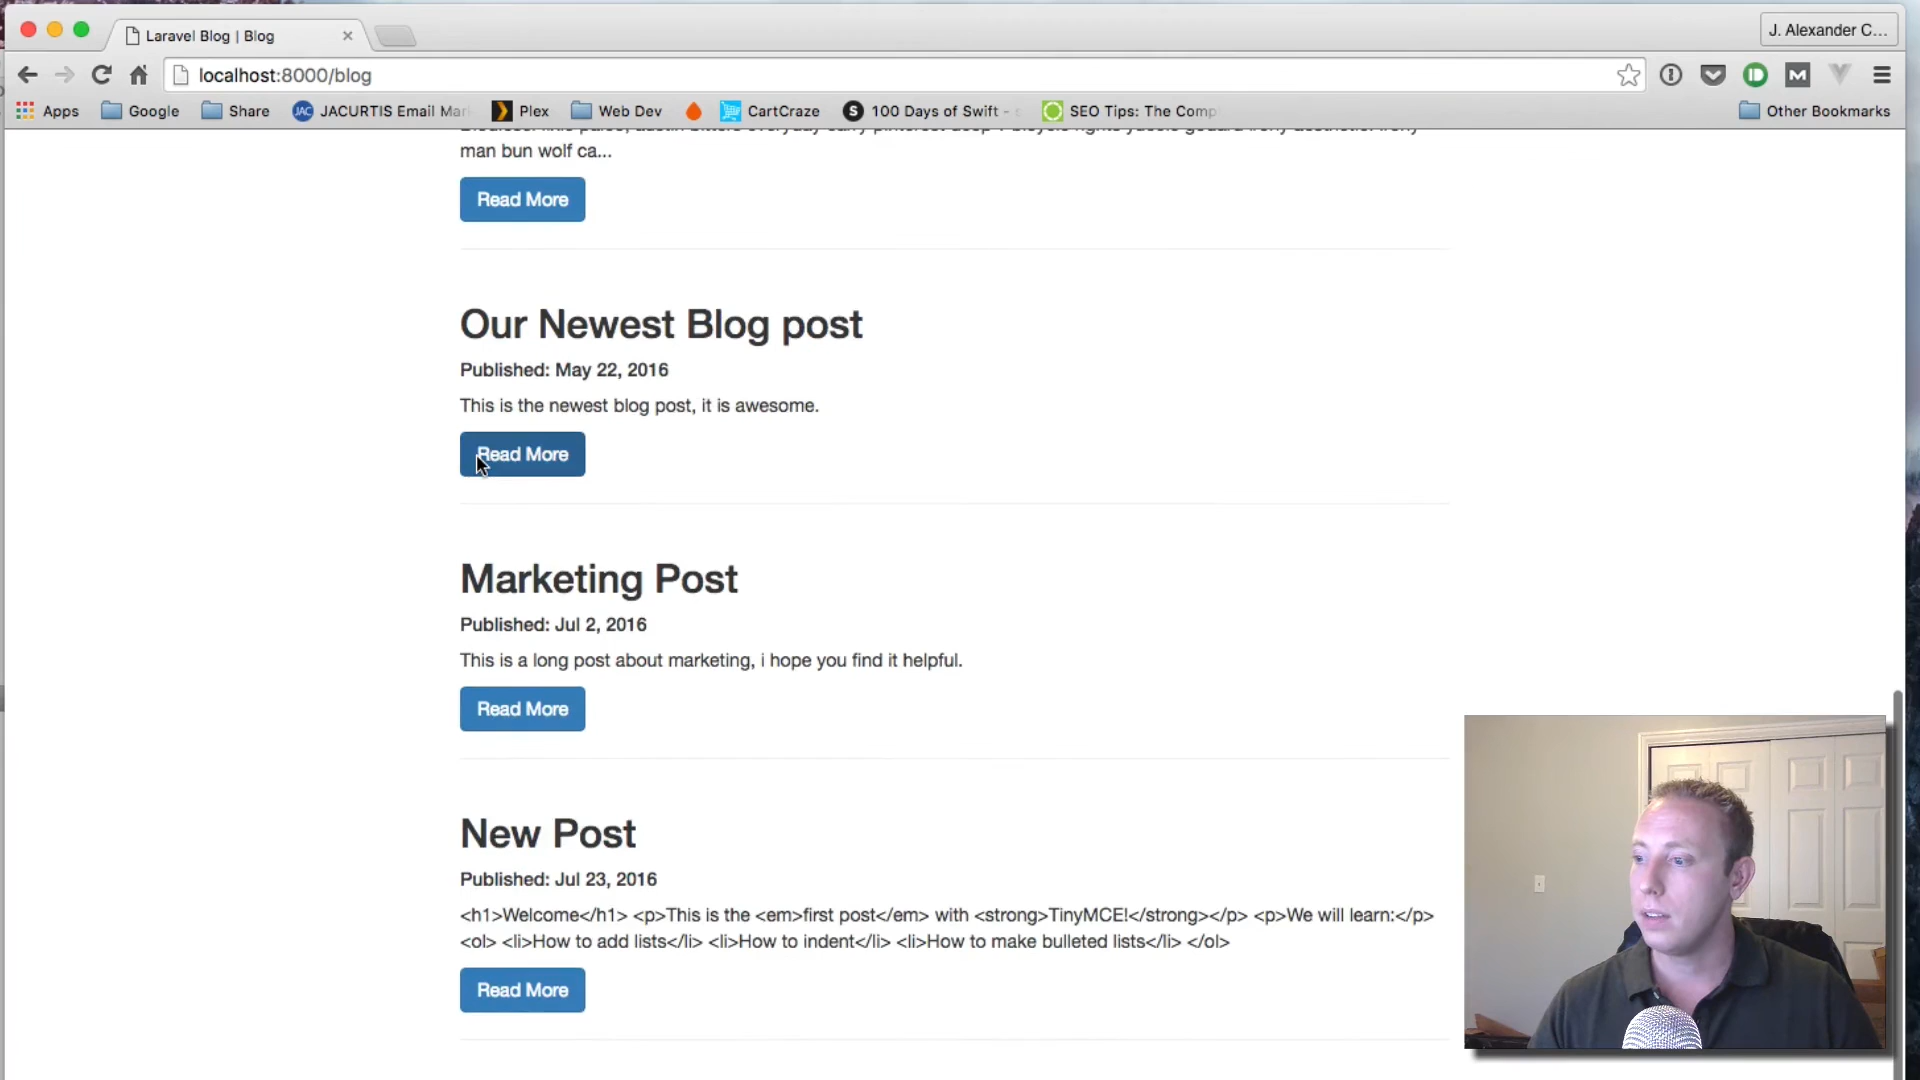 Laravel Blog | Blog
J. Alexander C...
localhost:8000/blog
Apps Google Share JAC JACURTIS Email Mar Plex Web Dev CartCraze S 100 Days of Swift - SEO Tips: The Comp Other Bookmarks
man bun wolf ca...
Read More
Our Newest Blog post
Published: May 22, 2016
This is the newest blog post, it is awesome.
Read More
Marketing Post
Published: Jul 2, 2016
This is a long post about marketing, i hope you find it helpful.
Read More
New Post
Published: Jul 23, 2016
<h1>Welcome</h1> <p>This is the <em>first post</em> with <strong>TinyMCE!</strong></p> <p>We will learn:</p>
<ol> <li>How to add lists</li> <li>How to indent</li> <li>How to make bulleted lists</li> </ol>
Read More